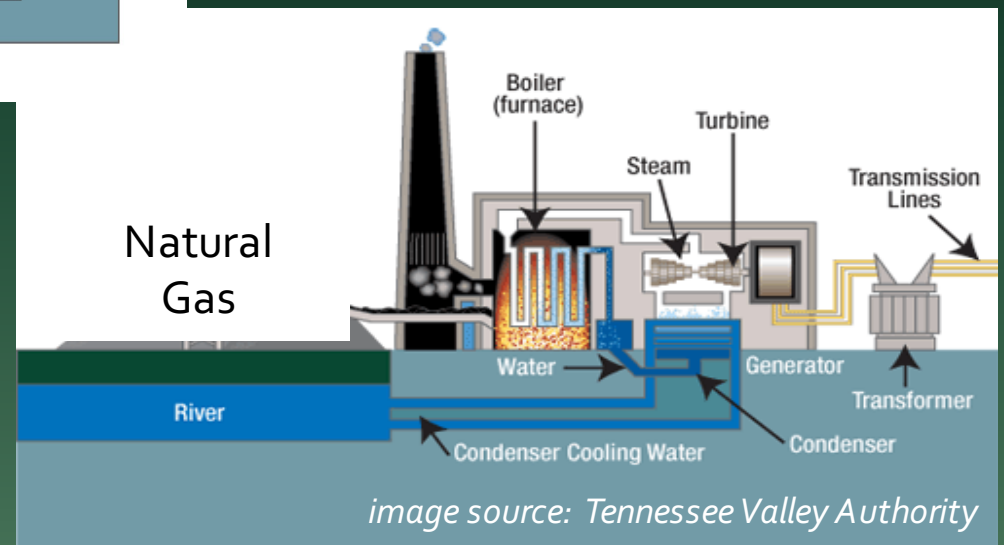 Boiler
(furnace)
Turbine
Steam
Transmission
Lines
Natural
Gas
Water
Generator
Transformer
River
Condenser
Condenser Cooling Water
image source: Tennessee Valley Authority